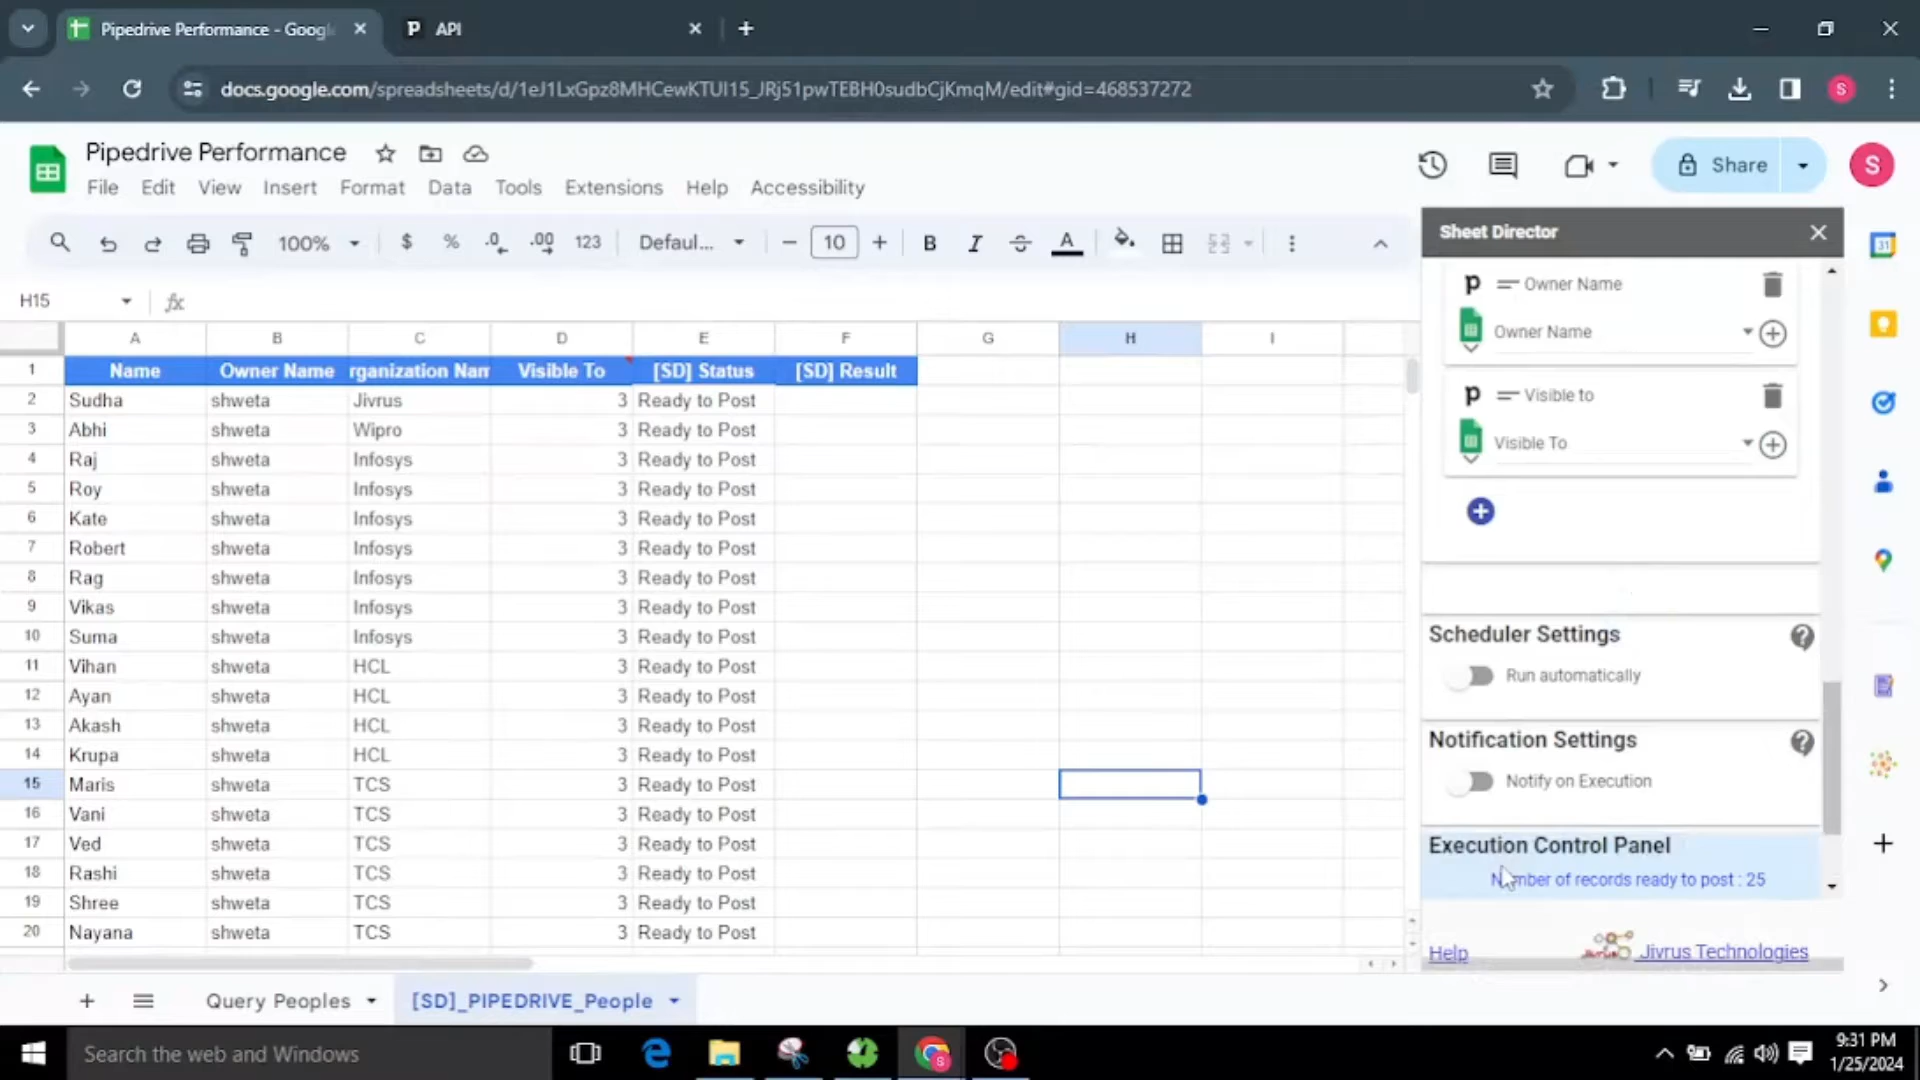 Pipedrive Performance - Googl
API
docs.google.com/spreadsheets/d/1eJ1LxGpz8MHCewKTUI15_JRj51pwTEBH0sudbCjKmqM/edit#gid=468537272
S
Pipedrive Performance
File Edit View Insert Format Data Tools Extensions Help Accessibility
Share
S
100% $ % .0 .00 123 Defaul... 10 B I A
Sheet Director
H15 fx
A B C D E F G H I
1 Name Owner Name rganization Nam Visible To [SD] Status [SD] Result
2 Sudha shweta Jivrus 3 Ready to Post
3 Abhi shweta Wipro 3 Ready to Post
4 Raj shweta Infosys 3 Ready to Post
5 Roy shweta Infosys 3 Ready to Post
6 Kate shweta Infosys 3 Ready to Post
7 Robert shweta Infosys 3 Ready to Post
8 Rag shweta Infosys 3 Ready to Post
9 Vikas shweta Infosys 3 Ready to Post
10 Suma shweta Infosys 3 Ready to Post
11 Vihan shweta HCL 3 Ready to Post
12 Ayan shweta HCL 3 Ready to Post
13 Akash shweta HCL 3 Ready to Post
14 Krupa shweta HCL 3 Ready to Post
15 Maris shweta TCS 3 Ready to Post
16 Vani shweta TCS 3 Ready to Post
17 Ved shweta TCS 3 Ready to Post
18 Rashi shweta TCS 3 Ready to Post
19 Shree shweta TCS 3 Ready to Post
20 Nayana shweta TCS 3 Ready to Post
Owner Name
Owner Name
Visible to
Visible To
Scheduler Settings
Run automatically
Notification Settings
Notify on Execution
Execution Control Panel
Number of records ready to post : 25
Help Jivrus Technologies
31
Query Peoples [SD]_PIPEDRIVE_People
Search the web and Windows
9:31 PM
1/25/2024